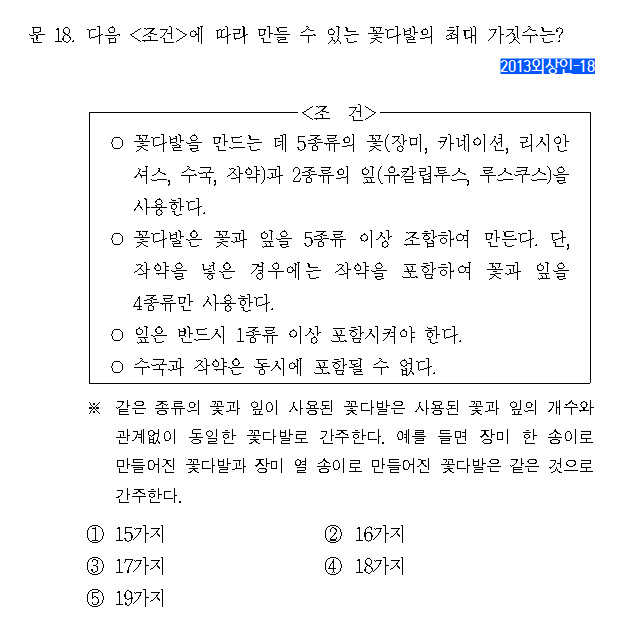 문 18. 다음 <조건>에 따라 만들 수 있는 꽃다발의 최대 가짓수는?
2013외상인-18
<조 건>
○ 꽃다발을 만드는 데 5종류의 꽃(장미, 카네이션, 리시안
셔스, 수국, 작약)과 2종류의 잎(유칼립투스, 루스쿠스)을
사용한다.
○ 꽃다발은 꽃과 잎을 5종류 이상 조합하여 만든다. 단,
작약을 넣은 경우에는 작약을 포함하여 꽃과 잎을
4종류만 사용한다.
○ 잎은 반드시 1종류 이상 포함시켜야 한다.
○ 수국과 작약은 동시에 포함될 수 없다.
※ 같은 종류의 꽃과 잎이 사용된 꽃다발은 사용된 꽃과 잎의 개수와
관계없이 동일한 꽃다발로 간주한다. 예를 들면 장미 한 송이로
만들어진 꽃다발과 장미 열 송이로 만들어진 꽃다발은 같은 것으로
간주한다.
① 15가지 ② 16가지
③ 17가지 ④ 18가지
⑤ 19가지